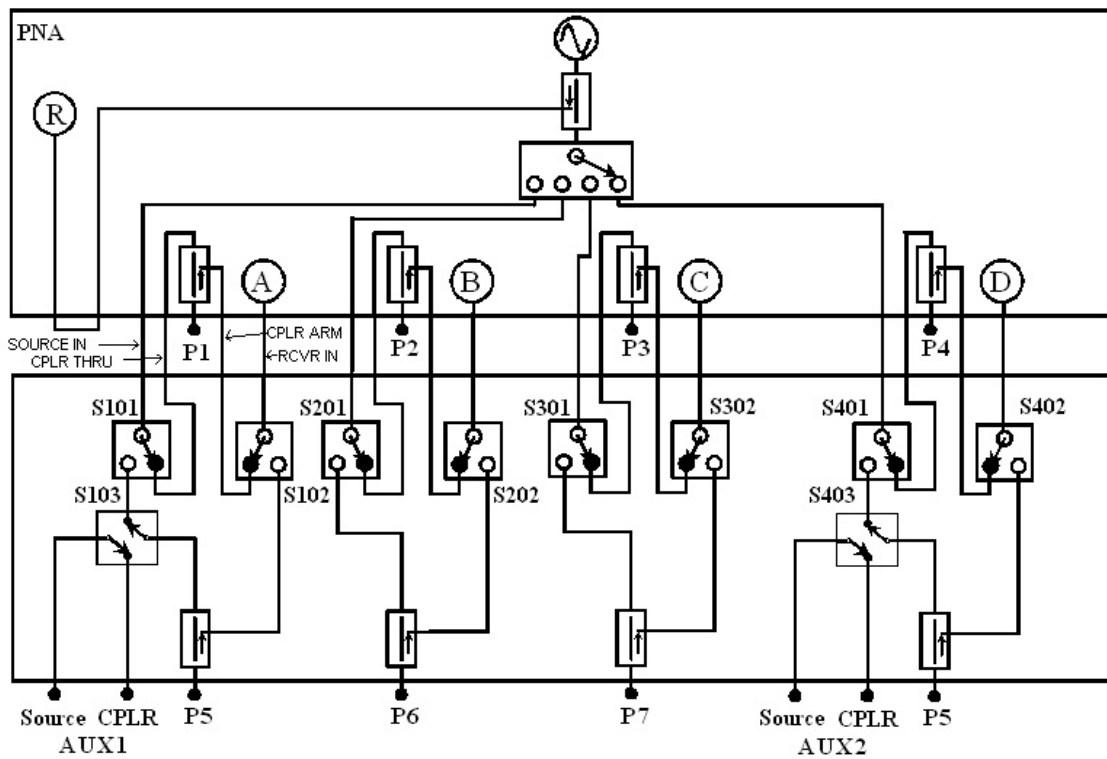 PNA
R
A
B
C
D
P1
P2
P3
P4
SOURCE IN
CPLR THRU
CPLR ARM
RCVR IN
S101
S102
S103
S201
S202
S301
S302
S401
S402
S403
Source CPLR
AUX1
P5
P6
P7
Source CPLR
AUX2
P5